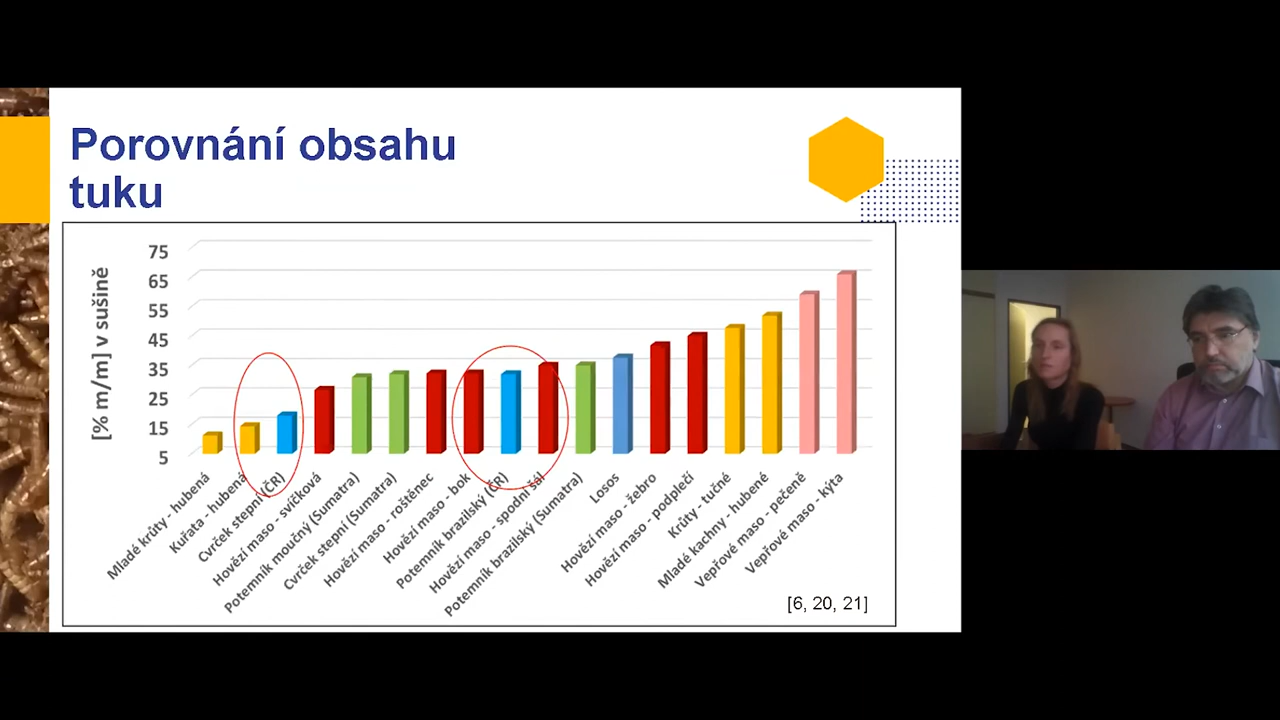 Porovnání obsahu
tuku
[% m/m] v sušině
75
65
55
45
35
25
15
5
Mladé krůty - hubená
Kuřata - hubená
Cvrček stepní (ČR)
Hovězí maso - svíčková
Potemník moučný (Sumatra)
Cvrček stepní (Sumatra)
Hovězí maso - roštěnec
Hovězí maso - bok
Potemník brazilský (ČR)
Hovězí maso - spodní šál
Potemník brazilský (Sumatra)
Losos
Hovězí maso - žebro
Hovězí maso - podplečí
Krůty - tučné
Mladé kachny - hubené
Vepřové maso - pečeně
Vepřové maso - kýta
[6, 20, 21]